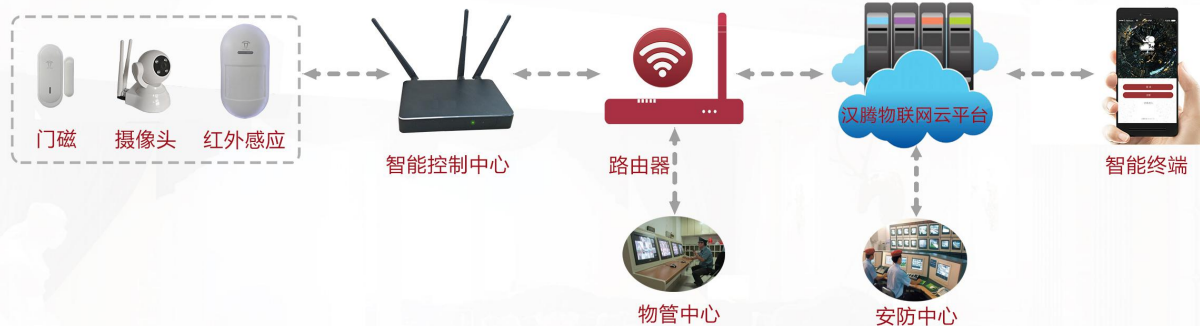 门磁
摄像头
红外感应
智能控制中心
路由器
汉腾物联网云平台
智能终端
物管中心
安防中心